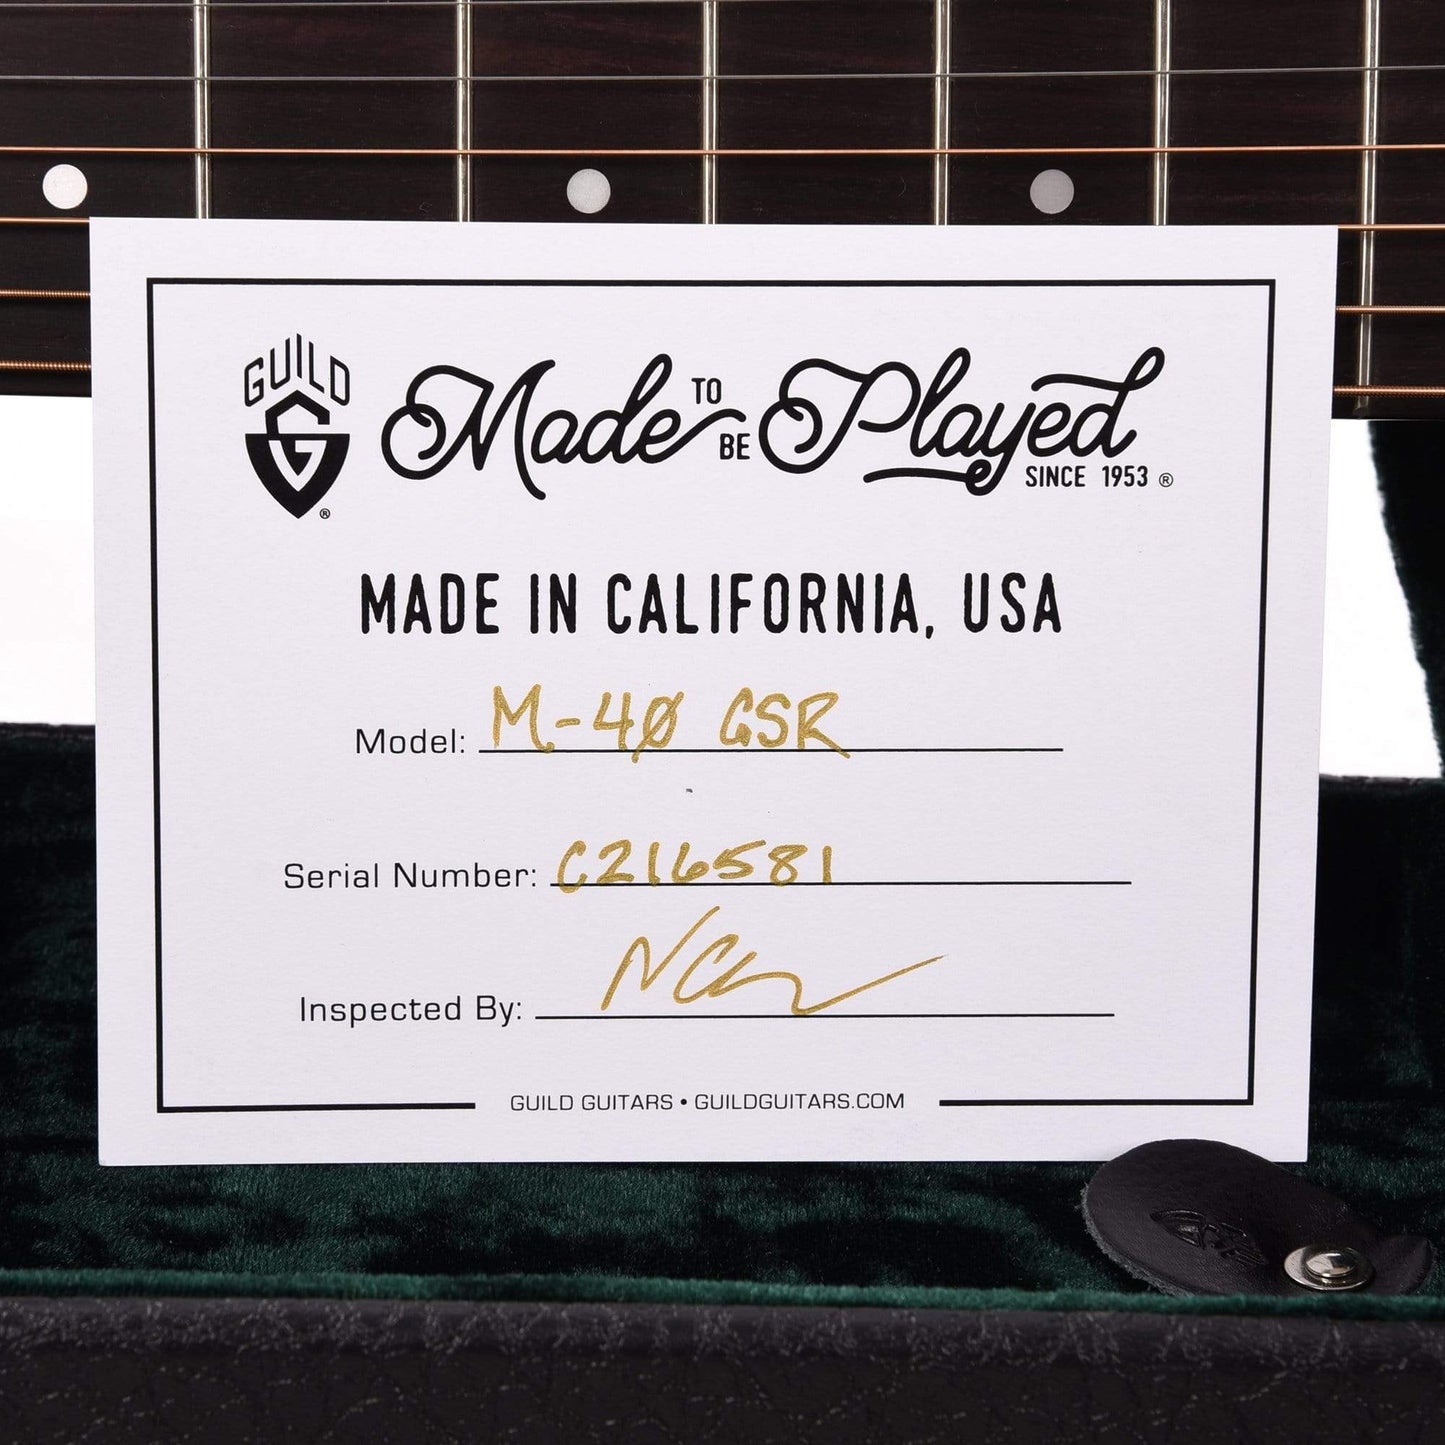 GUILD
G ®
Made TO BE Played
SINCE 1953 ®
MADE IN CALIFORNIA, USA
Model: M-40 GSR
Serial Number: C216581
Inspected By:
GUILD GUITARS • GUILDGUITARS.COM